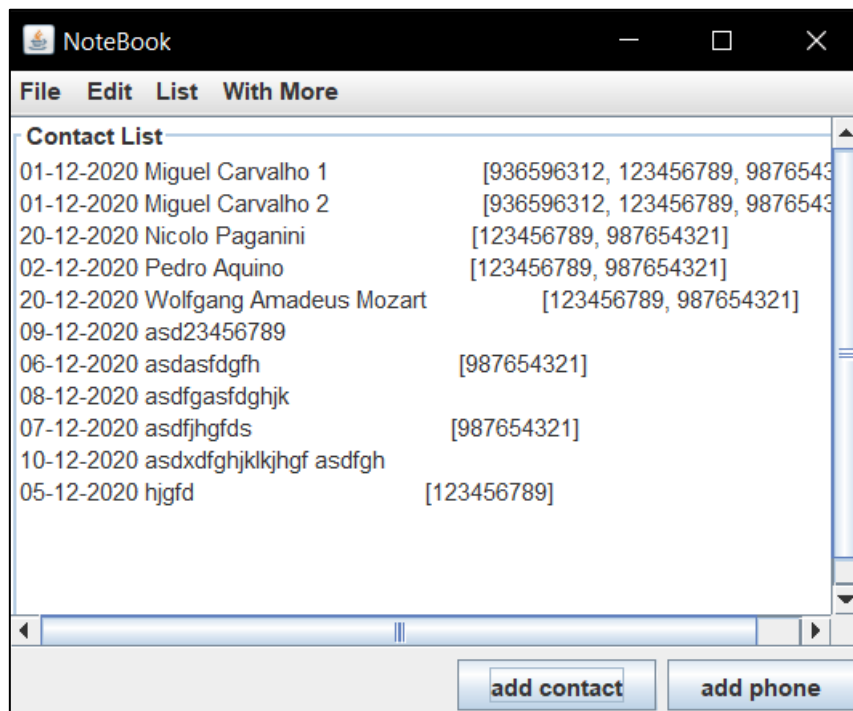 NoteBook
File Edit List With More
Contact List
01-12-2020 Miguel Carvalho 1 [936596312, 123456789, 9876543
01-12-2020 Miguel Carvalho 2 [936596312, 123456789, 9876543
20-12-2020 Nicolo Paganini [123456789, 987654321]
02-12-2020 Pedro Aquino [123456789, 987654321]
20-12-2020 Wolfgang Amadeus Mozart [123456789, 987654321]
09-12-2020 asd23456789
06-12-2020 asdasfdgfh [987654321]
08-12-2020 asdfgasfdghjk
07-12-2020 asdfjhgfds [987654321]
10-12-2020 asdxdfghjklkjhgf asdfgh
05-12-2020 hjgfd [123456789]
add contact add phone